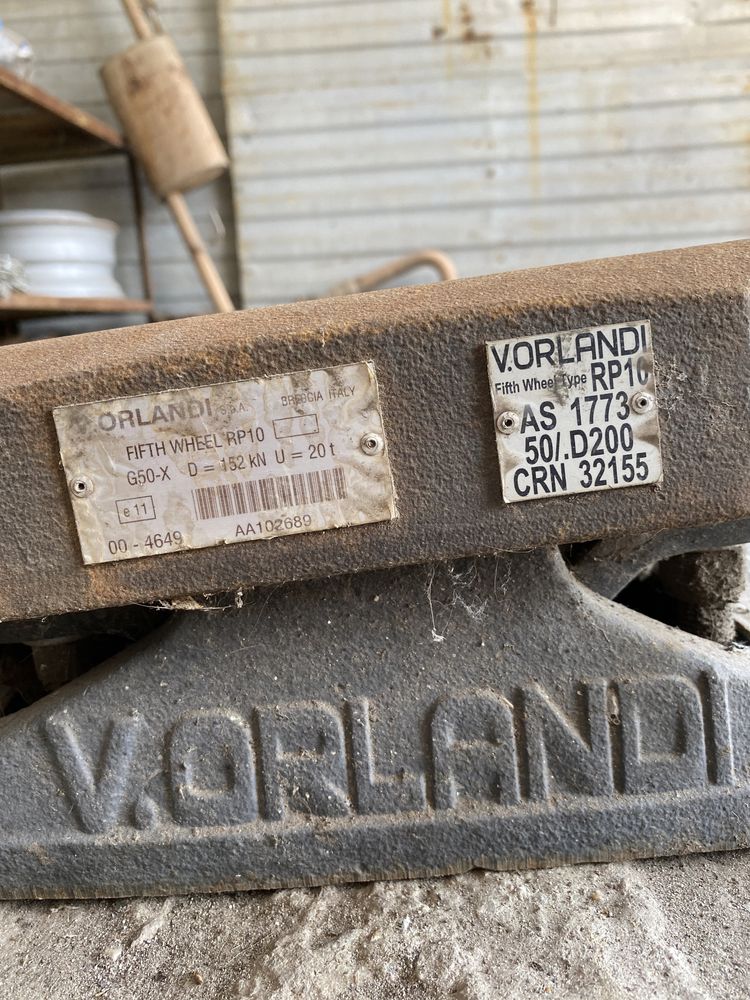 ORLANDI S.p.A. BRESCIA ITALY
FIFTH WHEEL RP10
G50-X D = 152 kN U = 20 t
e 11
00 - 4649 AA102689
V.ORLANDI
Fifth Wheel Type RP10
AS 1773
50/.D200
CRN 32155
V.ORLANDI